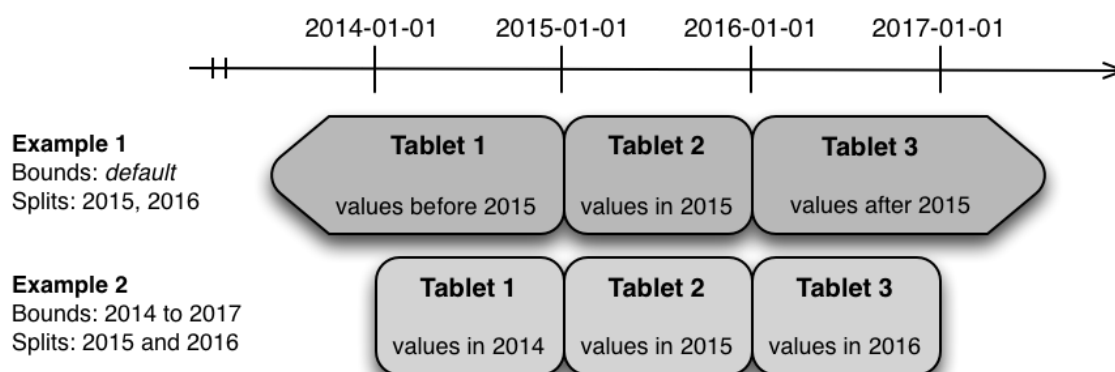 2014-01-01 2015-01-01 2016-01-01 2017-01-01
Example 1
Bounds: default
Splits: 2015, 2016
Tablet 1
values before 2015
Tablet 2
values in 2015
Tablet 3
values after 2015
Example 2
Bounds: 2014 to 2017
Splits: 2015 and 2016
Tablet 1
values in 2014
Tablet 2
values in 2015
Tablet 3
values in 2016